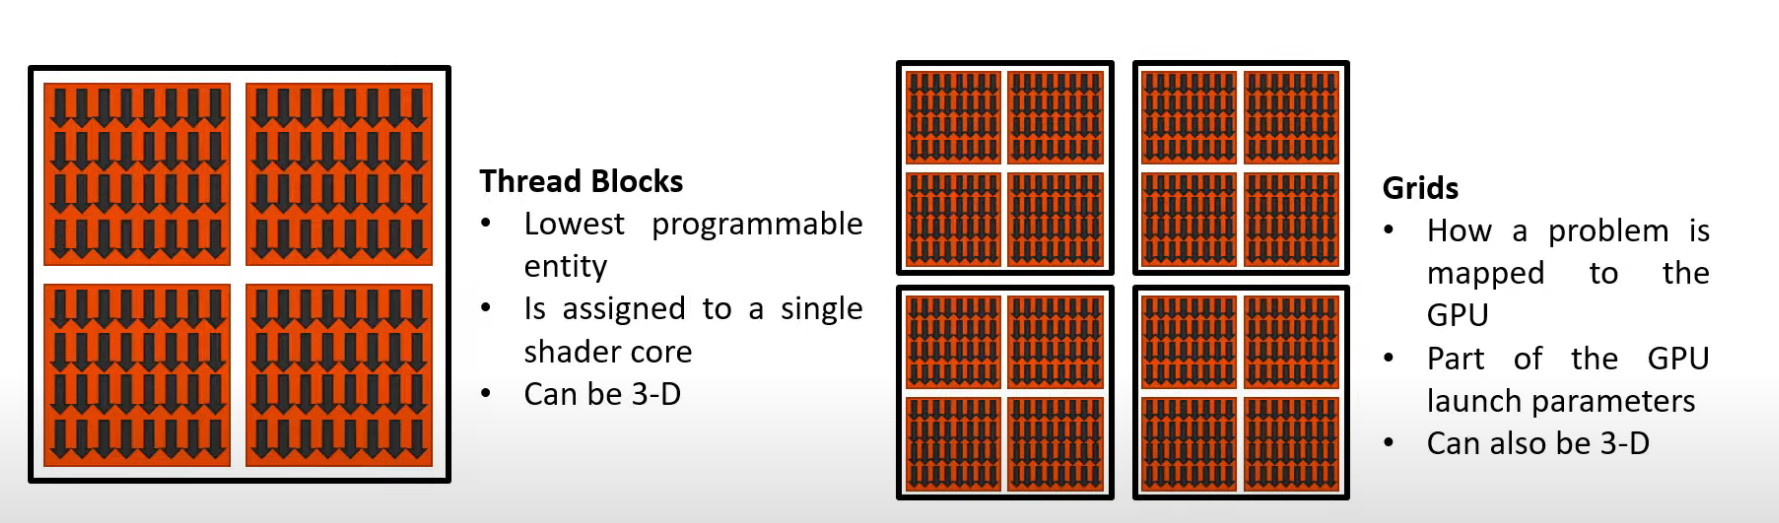 Thread Blocks
• Lowest programmable
entity
• Is assigned to a single
shader core
• Can be 3-D
Grids
• How a problem is
mapped to the
GPU
• Part of the GPU
launch parameters
• Can also be 3-D